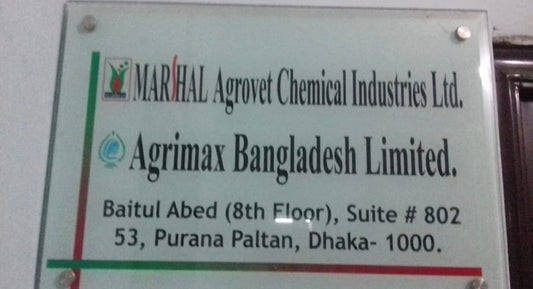 MARSHAL Agrovet Chemical Industries Ltd.
Agrimax Bangladesh Limited.
Baitul Abed (8th Floor), Suite # 802
53, Purana Paltan, Dhaka- 1000.